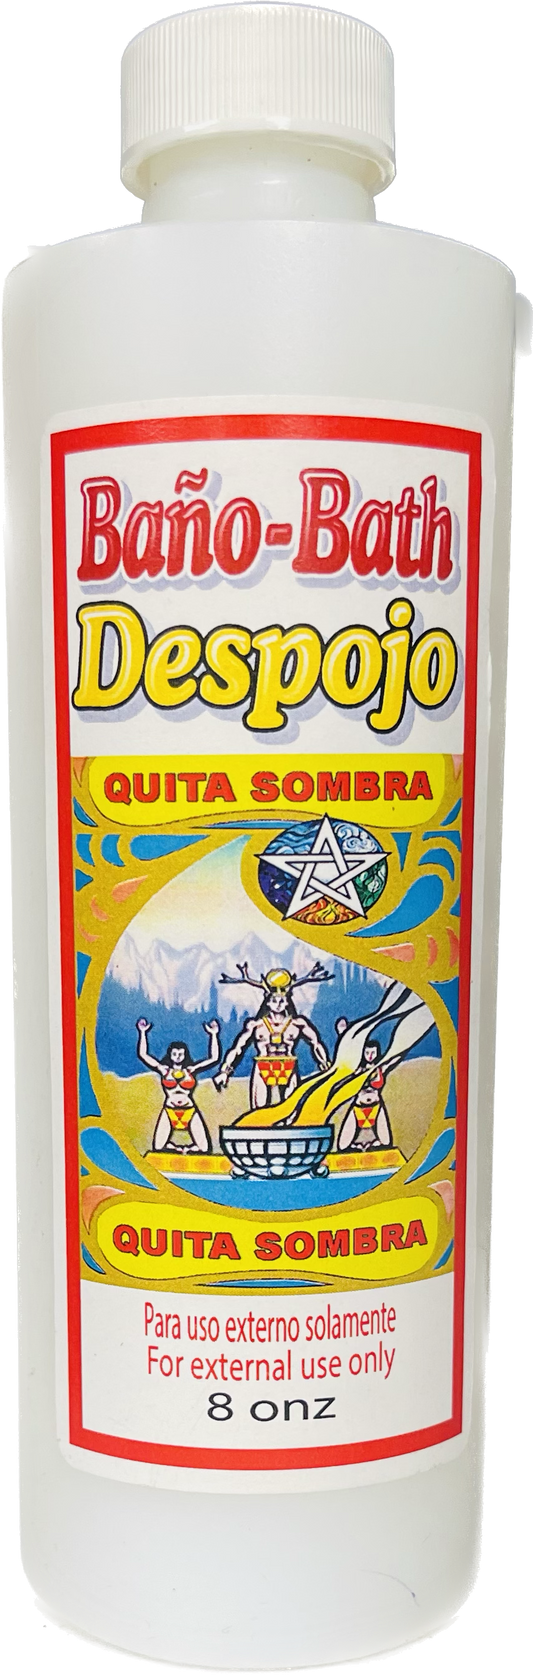 Baño-Bath
Despojo
QUITA SOMBRA
QUITA SOMBRA
Para uso externo solamente
For external use only
8 onz